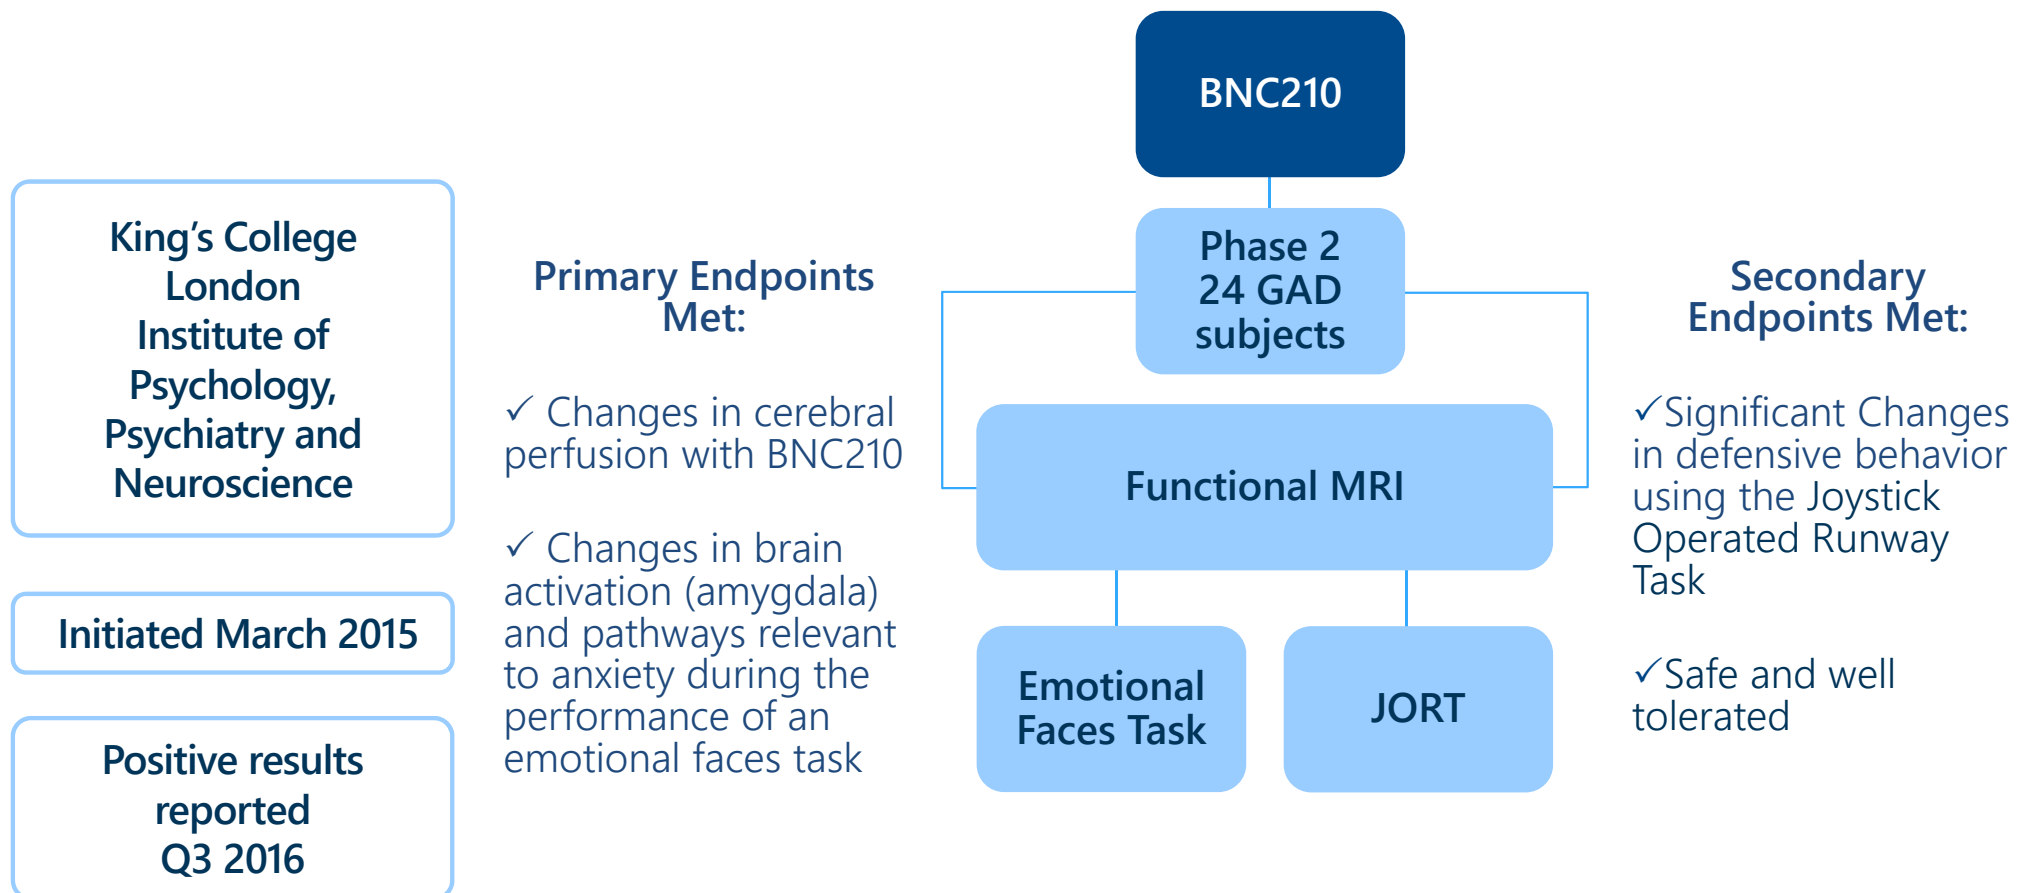 King’s College
London
Institute of
Psychology,
Psychiatry and
Neuroscience
Initiated March 2015
Positive results
reported
Q3 2016
Primary Endpoints
Met:
✓ Changes in cerebral
perfusion with BNC210
✓ Changes in brain
activation (amygdala)
and pathways relevant
to anxiety during the
performance of an
emotional faces task
BNC210
Phase 2
24 GAD
subjects
Functional MRI
Emotional
Faces Task
JORT
Secondary
Endpoints Met:
✓Significant Changes
in defensive behavior
using the Joystick
Operated Runway
Task
✓Safe and well
tolerated